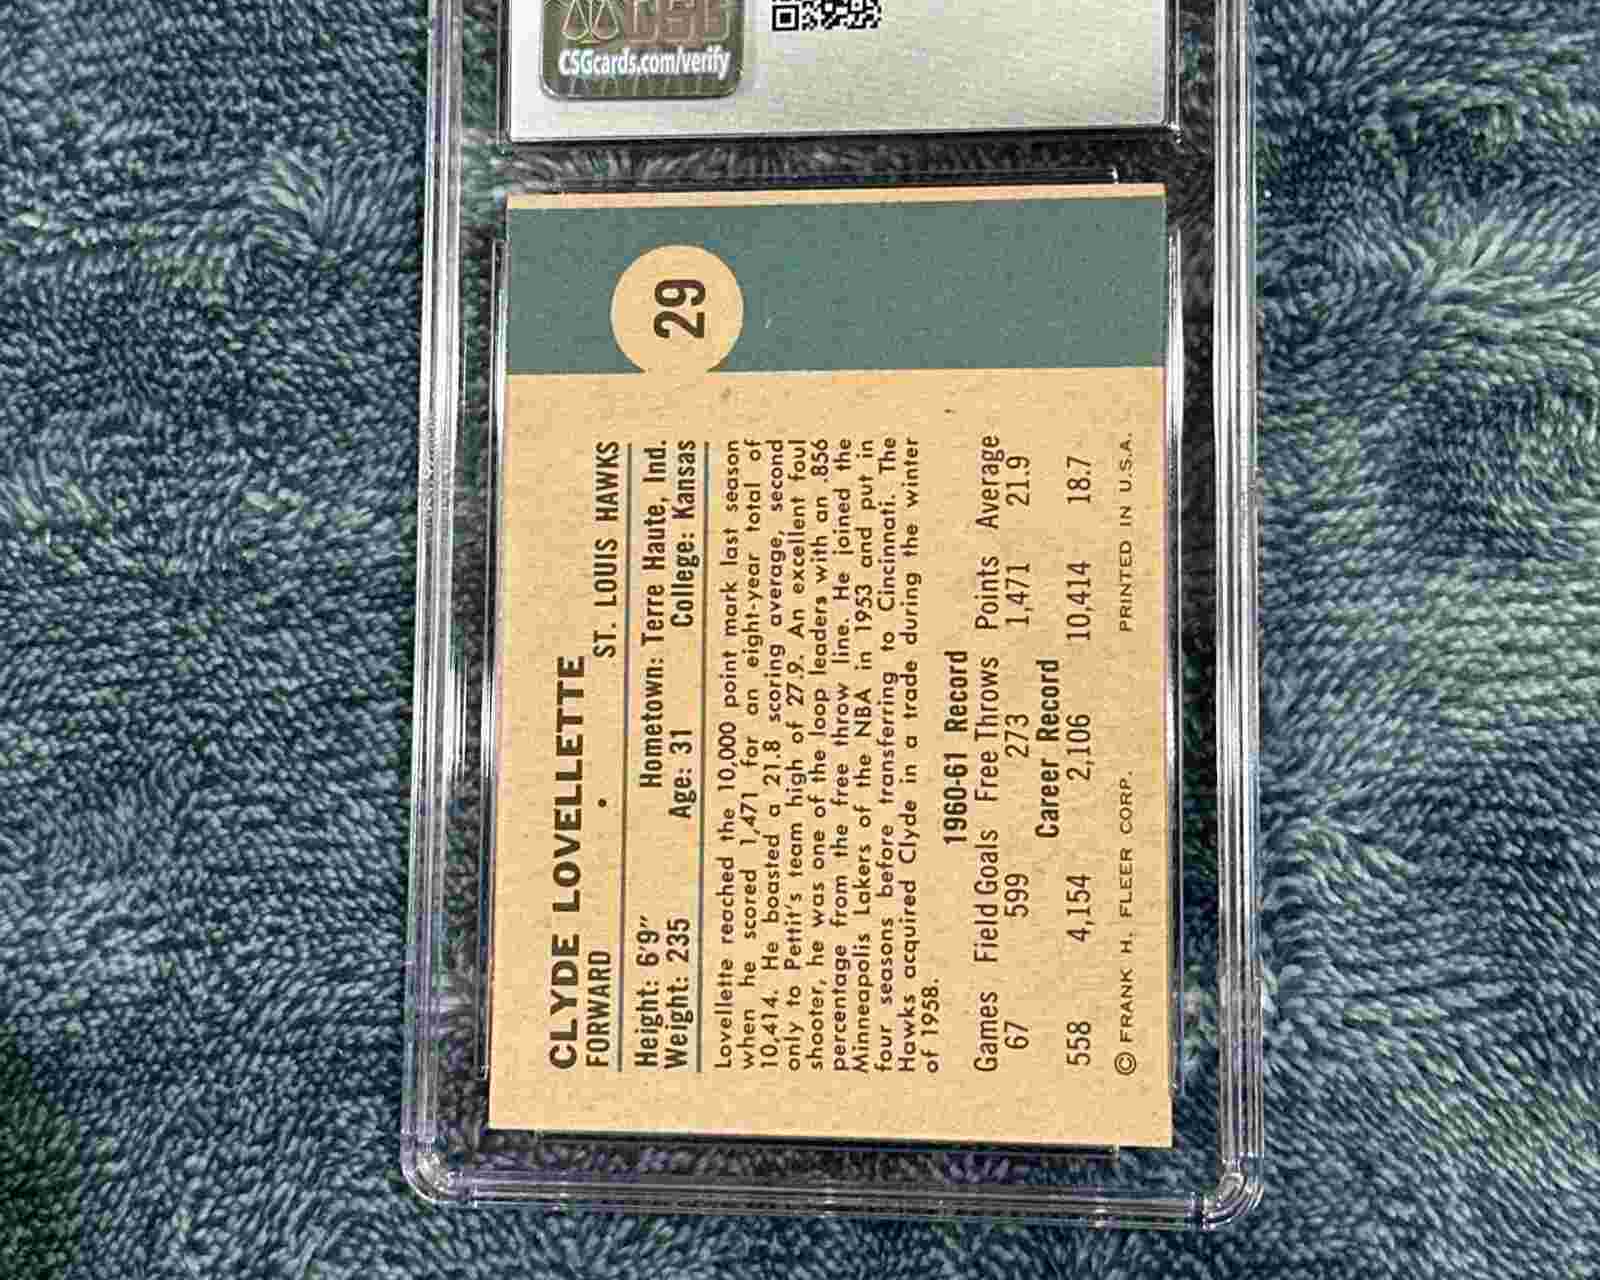 CSG
CSGcards.com/verify
29
CLYDE LOVELLETTE
FORWARD • ST. LOUIS HAWKS
Height: 6'9" Hometown: Terre Haute, Ind.
Weight: 235 Age: 31 College: Kansas
Lovellette reached the 10,000 point mark last season
when he scored 1,471 for an eight-year total of
10,414. He boasted a 21.8 scoring average, second
only to Pettit's team high of 27.9. An excellent foul
shooter, he was one of the loop leaders with an .856
percentage from the free throw line. He joined the
Minneapolis Lakers of the NBA in 1953 and put in
four seasons before transferring to Cincinnati. The
Hawks acquired Clyde in a trade during the winter
of 1958.
1960-61 Record
Games Field Goals Free Throws Points Average
67 599 273 1,471 21.9
Career Record
558 4,154 2,106 10,414 18.7
© FRANK H. FLEER CORP. PRINTED IN U.S.A.